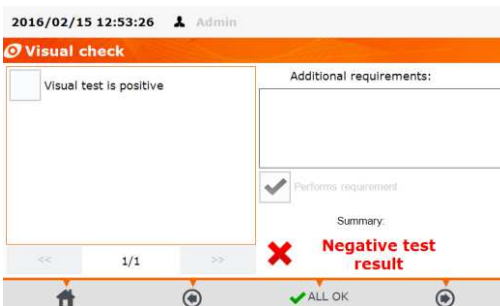 2016/02/15 12:53:26 Admin
Visual check
Visual test is positive
Additional requirements:
Performs requirement
Summary:
Negative test
result
<< 1/1 >>
ALL OK